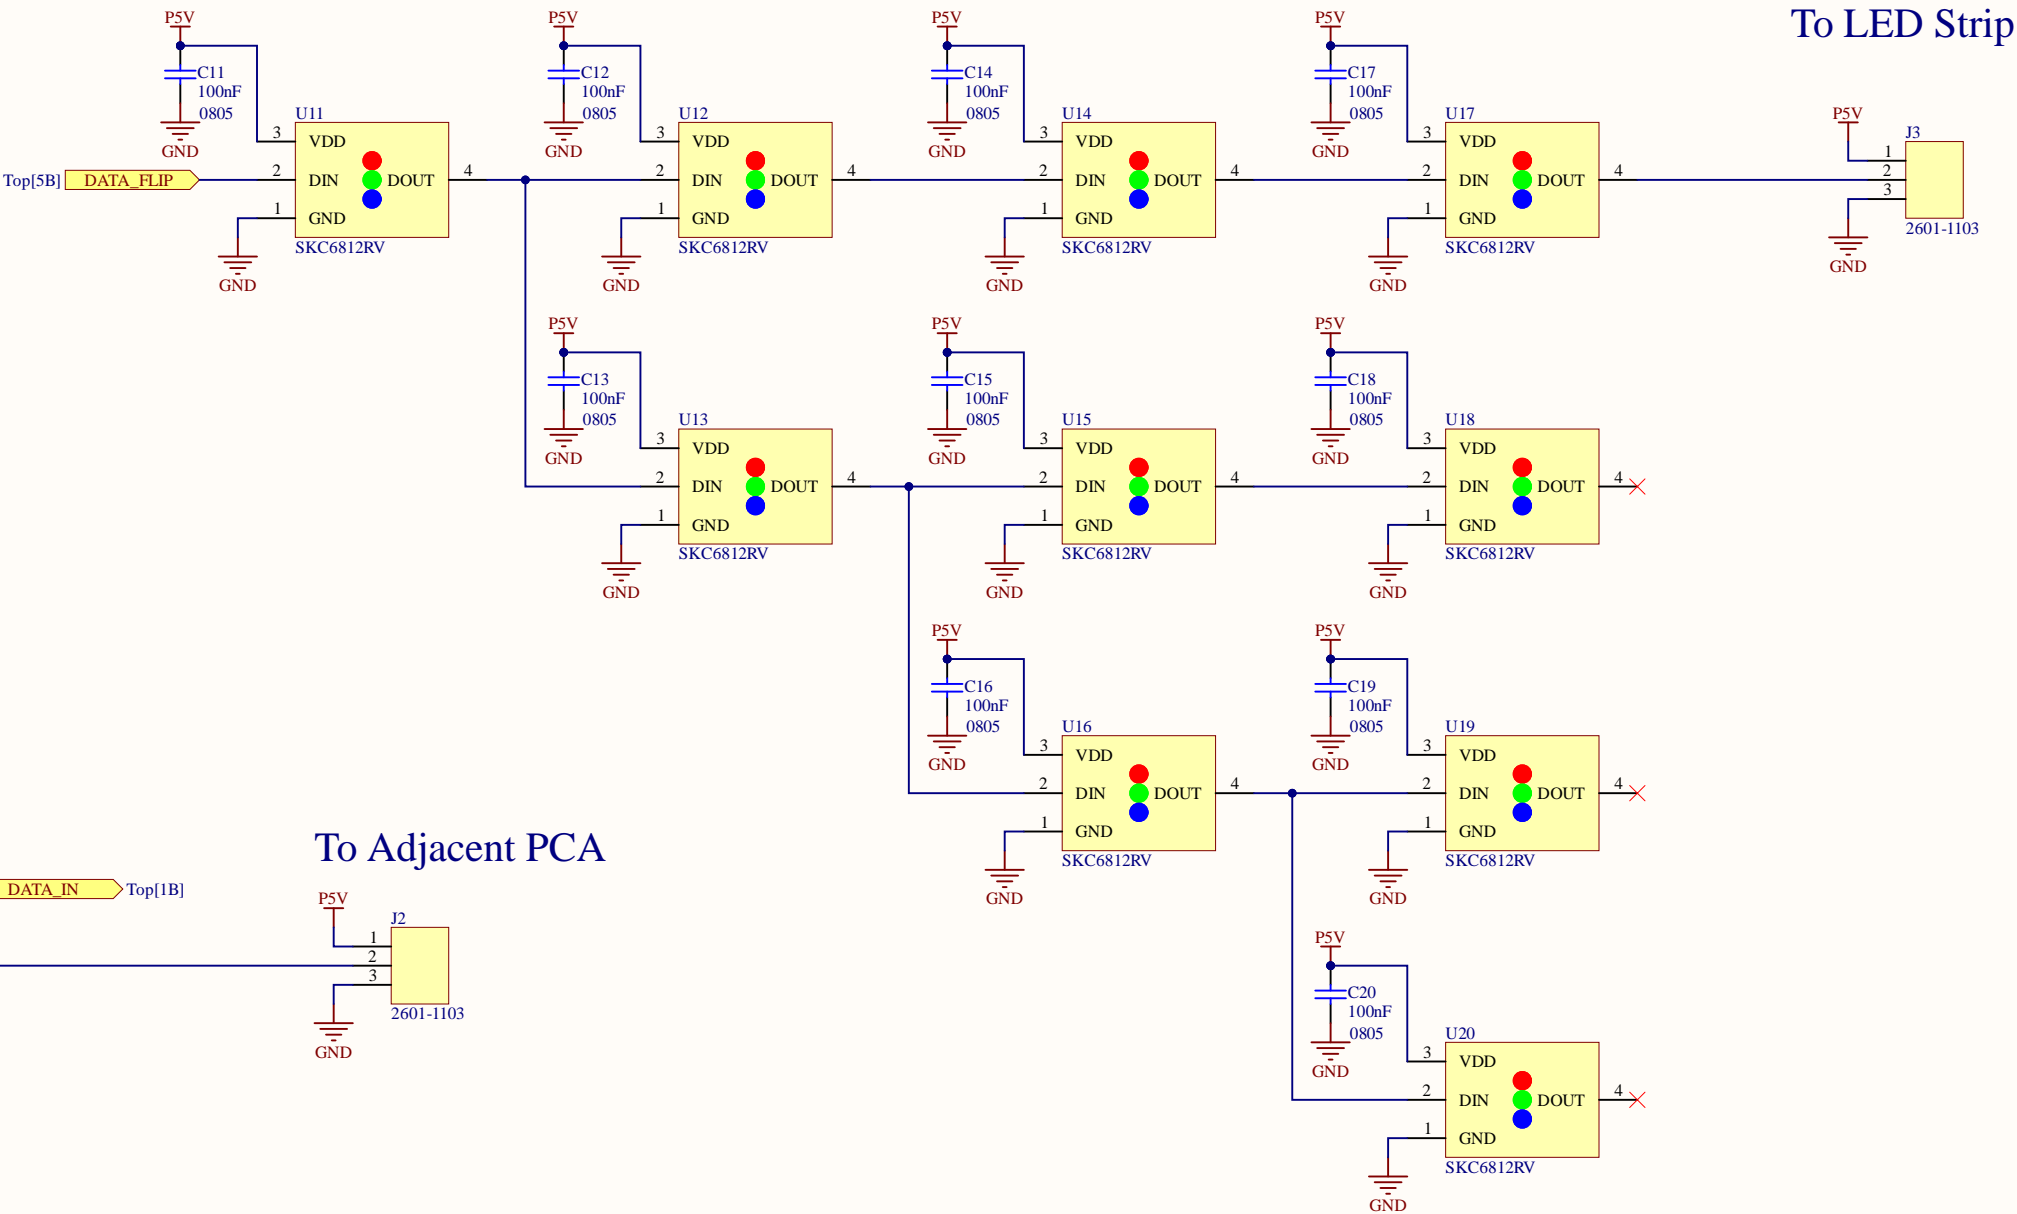 To LED Strip
P5V
C11
100nF
0805
GND
U11
3 VDD
2 DIN DOUT 4
1 GND
SKC6812RV
GND
Top[5B] DATA_FLIP
P5V
C12
100nF
0805
GND
U12
3 VDD
2 DIN DOUT 4
1 GND
SKC6812RV
GND
P5V
C14
100nF
0805
GND
U14
3 VDD
2 DIN DOUT 4
1 GND
SKC6812RV
GND
P5V
C17
100nF
0805
GND
U17
3 VDD
2 DIN DOUT 4
1 GND
SKC6812RV
GND
P5V
J3
1
2
3
2601-1103
GND
P5V
C13
100nF
0805
GND
U13
3 VDD
2 DIN DOUT 4
1 GND
SKC6812RV
GND
P5V
C15
100nF
0805
GND
U15
3 VDD
2 DIN DOUT 4
1 GND
SKC6812RV
GND
P5V
C18
100nF
0805
GND
U18
3 VDD
2 DIN DOUT 4
1 GND
SKC6812RV
GND
P5V
C16
100nF
0805
GND
U16
3 VDD
2 DIN DOUT 4
1 GND
SKC6812RV
GND
P5V
C19
100nF
0805
GND
U19
3 VDD
2 DIN DOUT 4
1 GND
SKC6812RV
GND
To Adjacent PCA
DATA_IN Top[1B]
P5V
J2
1
2
3
2601-1103
GND
P5V
C20
100nF
0805
GND
U20
3 VDD
2 DIN DOUT 4
1 GND
SKC6812RV
GND